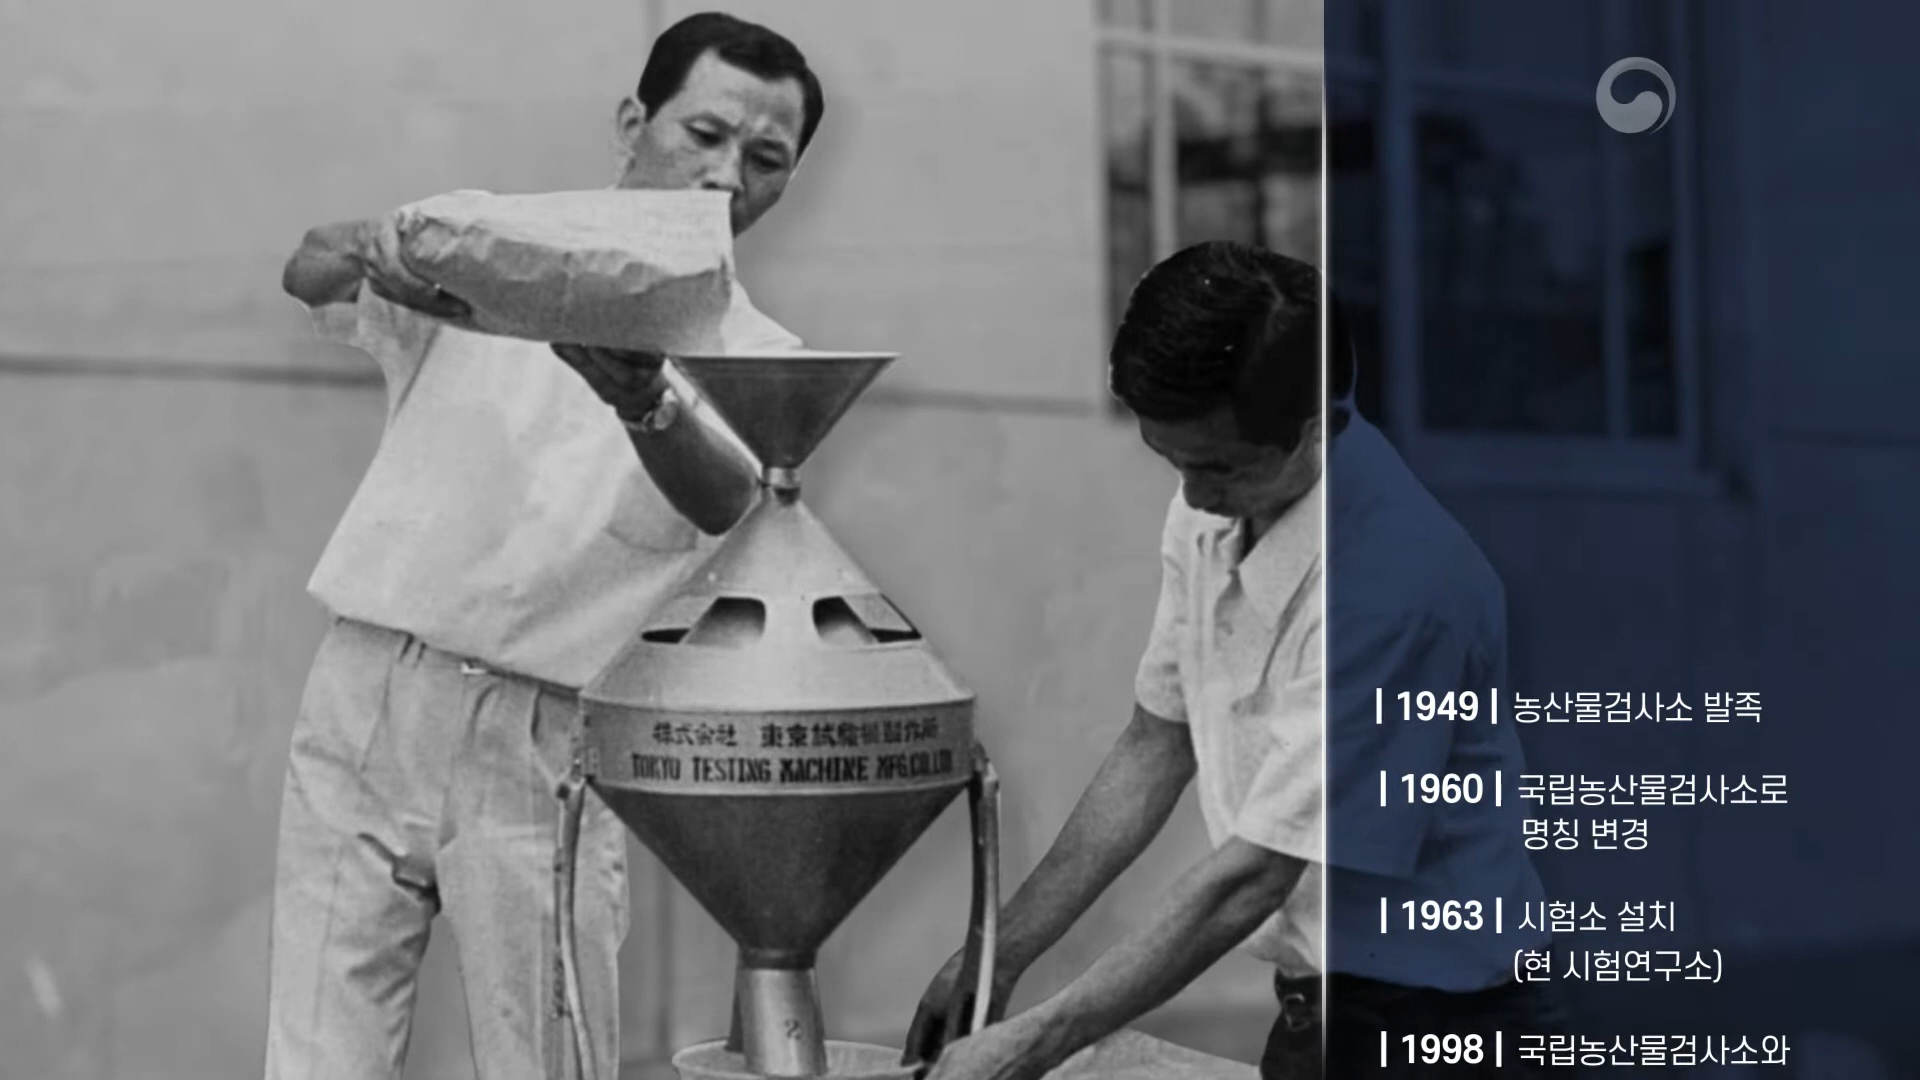 株式会社 東京試験機製作所
TOKYO TESTING MACHINE MFG.CO.LTD
2
| 1949 | 농산물검사소 발족
| 1960 | 국립농산물검사소로
명칭 변경
| 1963 | 시험소 설치
(현 시험연구소)
| 1998 | 국립농산물검사소와